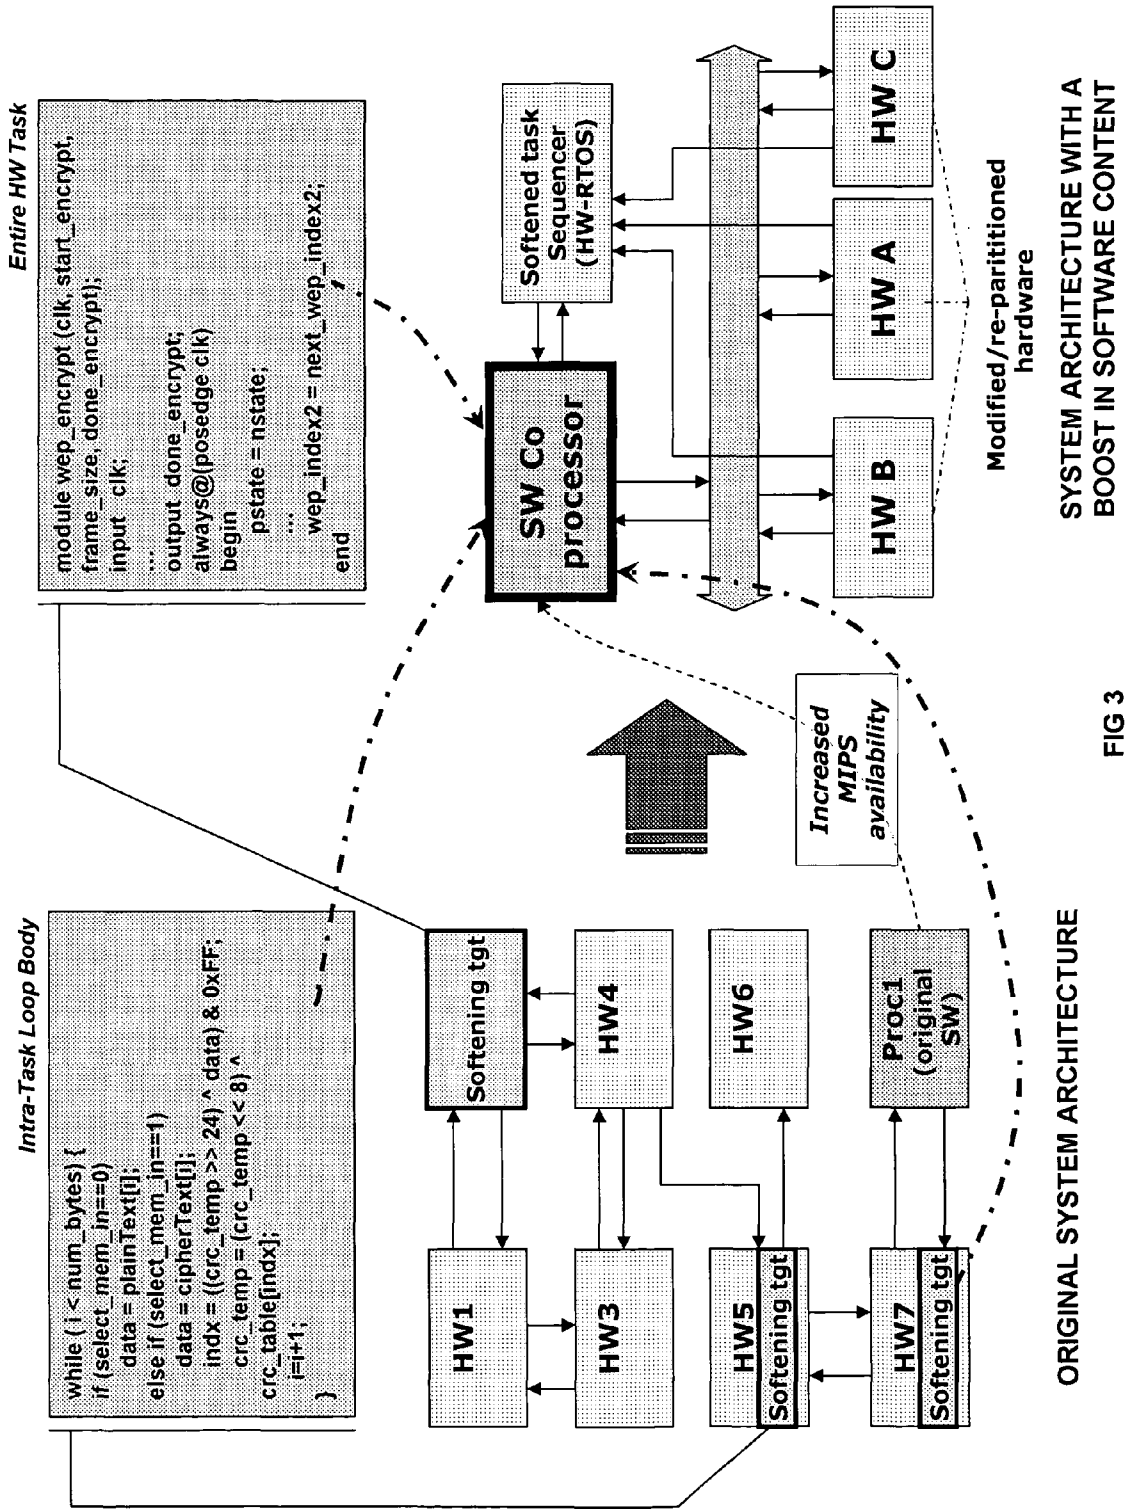 Intra-Task Loop Body
while ( i < num_bytes) {
if (select_mem_in==0)
data = plainText[i];
else if (select_mem_in==1)
data = cipherText[i];
indx = ((crc_temp >> 24) ^ data) & 0xFF;
crc_temp = (crc_temp << 8) ^
crc_table[indx];
i=i+1;
}
Entire HW Task
module wep_encrypt (clk, start_encrypt,
frame_size, done_encrypt);
input clk;
...
output done_encrypt;
always@(posedge clk)
begin
pstate = nstate;
...
wep_index2 = next_wep_index2;
end
HW1
Softening tgt
HW3
HW4
HW5
Softening tgt
HW6
HW7
Softening tgt
Proc1
(original
SW)
Increased
MIPS
availability
SW Co
processor
Softened task
Sequencer
(HW-RTOS)
HW B
HW A
HW C
Modified/re-partitioned
hardware
ORIGINAL SYSTEM ARCHITECTURE
SYSTEM ARCHITECTURE WITH A
BOOST IN SOFTWARE CONTENT
FIG 3